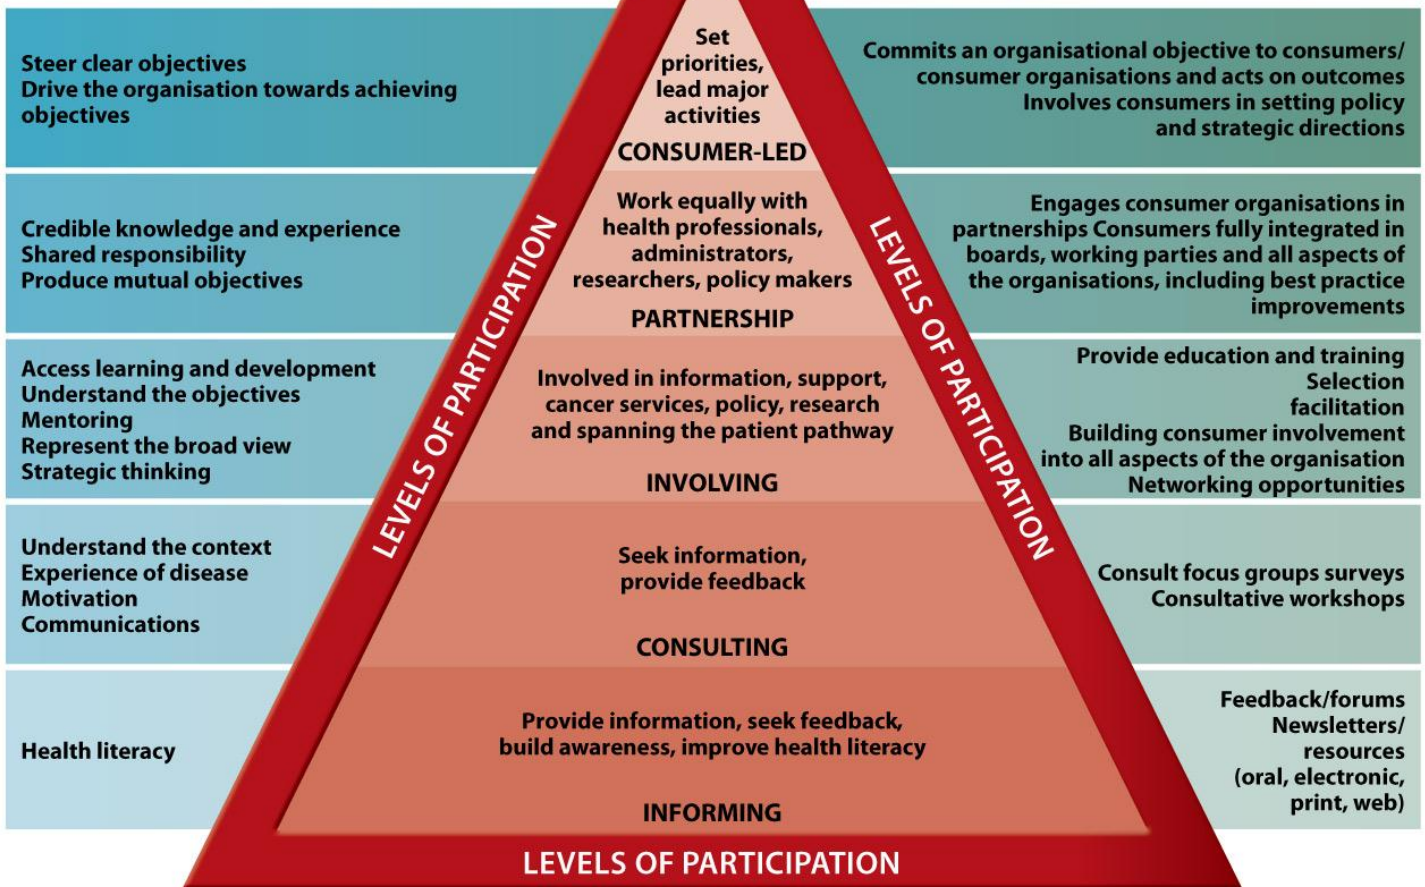 Steer clear objectives
Drive the organisation towards achieving
objectives
Set
priorities,
lead major
activities
CONSUMER-LED
Commits an organisational objective to consumers/
consumer organisations and acts on outcomes
Involves consumers in setting policy
and strategic directions
Credible knowledge and experience
Shared responsibility
Produce mutual objectives
Work equally with
health professionals,
administrators,
researchers, policy makers
PARTNERSHIP
Engages consumer organisations in
partnerships Consumers fully integrated in
boards, working parties and all aspects of
the organisations, including best practice
improvements
Access learning and development
Understand the objectives
Mentoring
Represent the broad view
Strategic thinking
Involved in information, support,
cancer services, policy, research
and spanning the patient pathway
INVOLVING
Provide education and training
Selection
facilitation
Building consumer involvement
into all aspects of the organisation
Networking opportunities
Understand the context
Experience of disease
Motivation
Communications
Seek information,
provide feedback
CONSULTING
Consult focus groups surveys
Consultative workshops
Health literacy
Provide information, seek feedback,
build awareness, improve health literacy
INFORMING
Feedback/forums
Newsletters/
resources
(oral, electronic,
print, web)
LEVELS OF PARTICIPATION
LEVELS OF PARTICIPATION
LEVELS OF PARTICIPATION